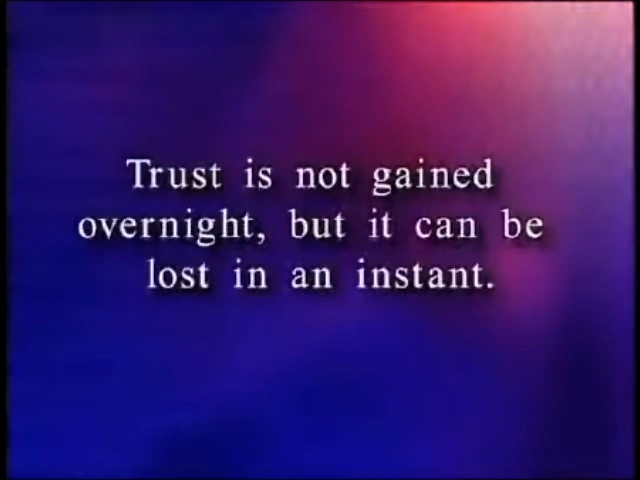 Trust is not gained
overnight, but it can be
lost in an instant.